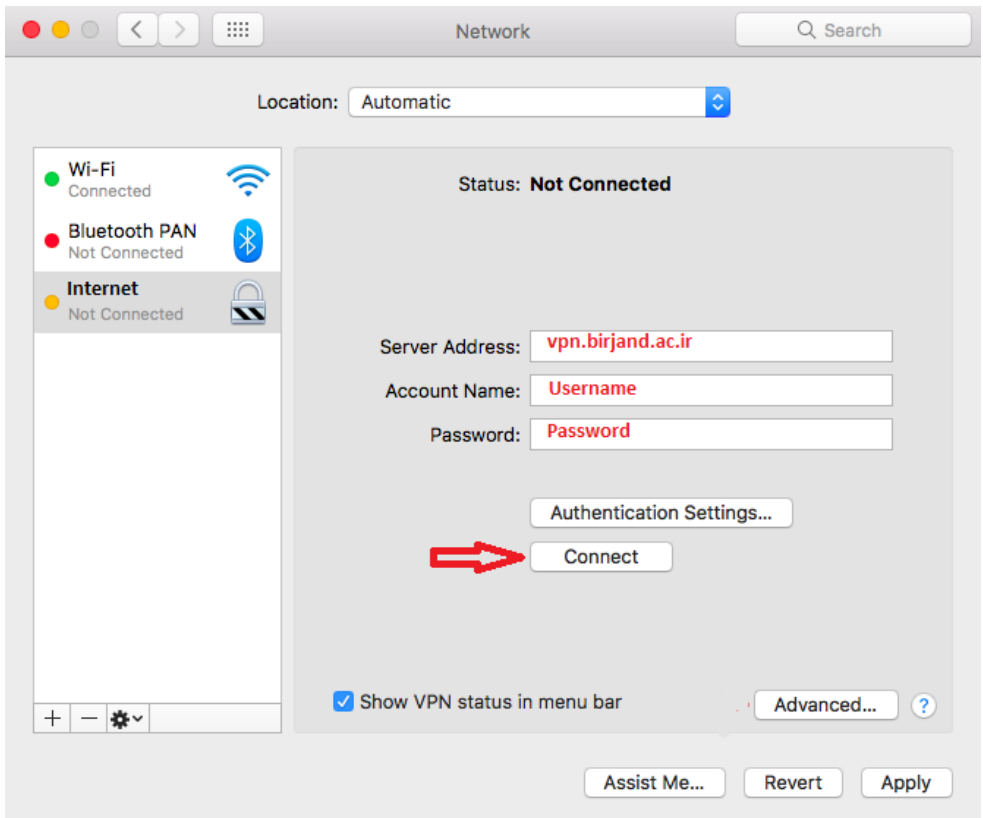 Network
Search
Location: Automatic
Wi-Fi
Connected
Bluetooth PAN
Not Connected
Internet
Not Connected
Status: Not Connected
Server Address: vpn.birjand.ac.ir
Account Name: Username
Password: Password
Authentication Settings...
Connect
Show VPN status in menu bar
Advanced... ?
Assist Me... Revert Apply